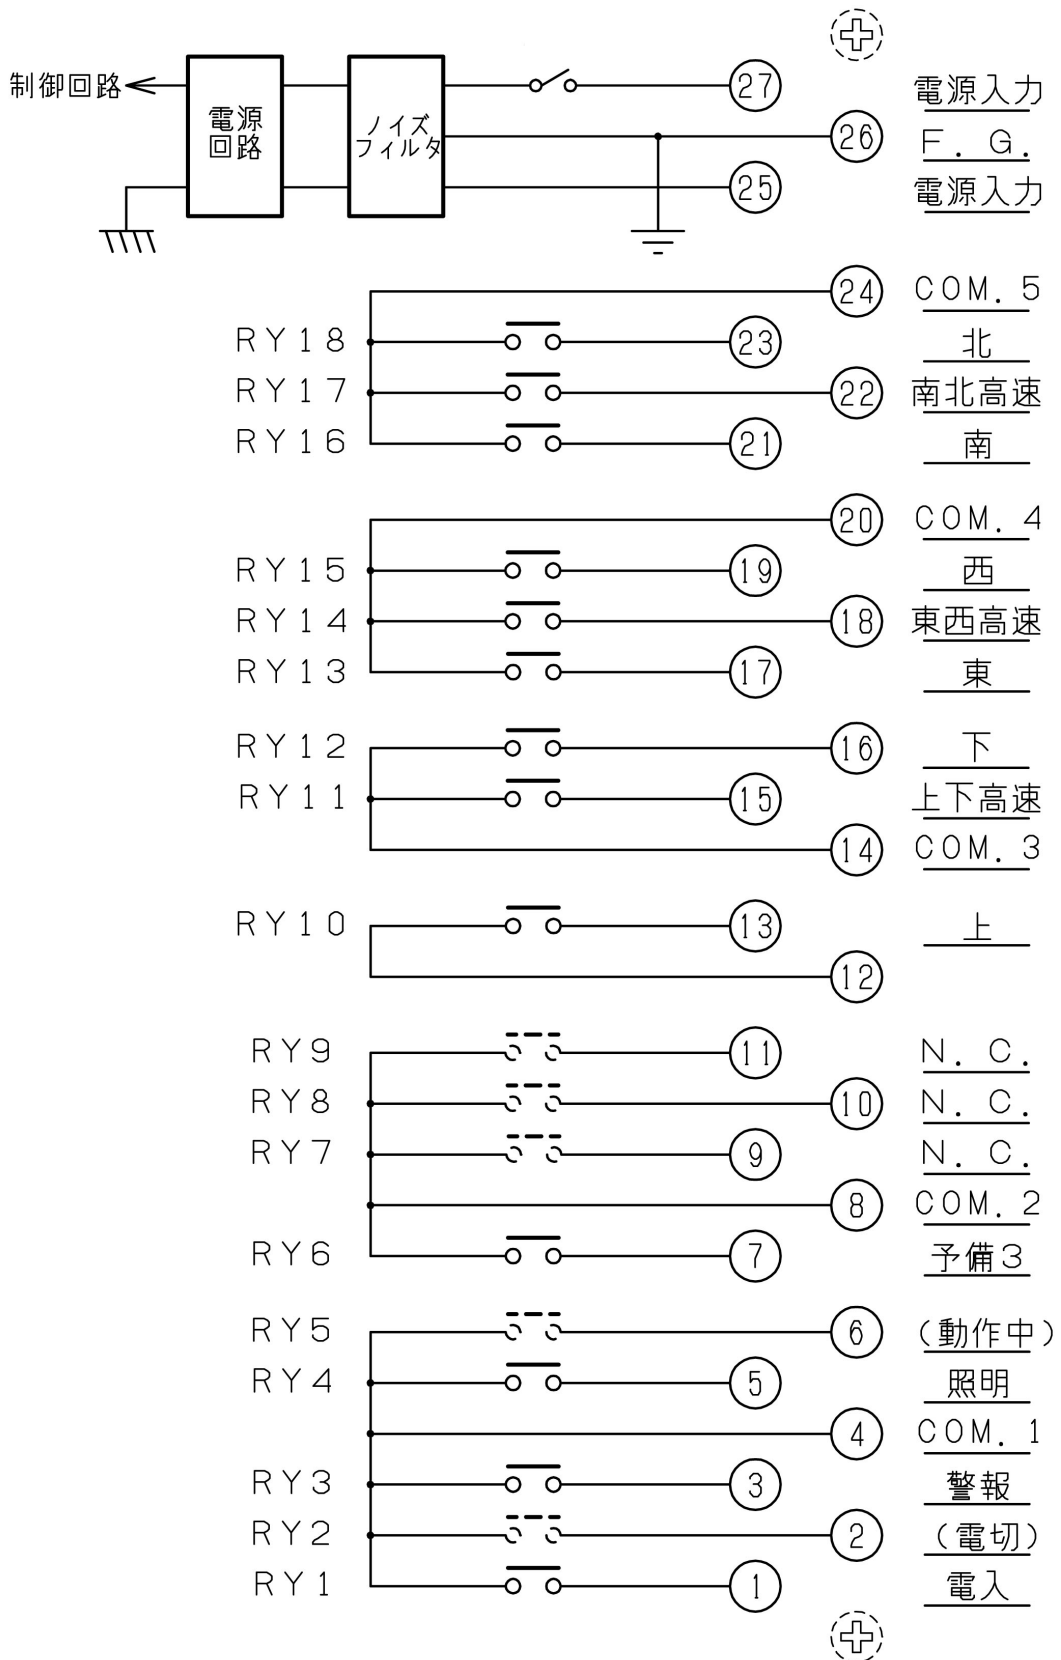 制御回路
電源
回路
ノイズ
フィルタ
27 電源入力
26 F. G.
25 電源入力
24 COM. 5
RY18 23 北
RY17 22 南北高速
RY16 21 南
20 COM. 4
RY15 19 西
RY14 18 東西高速
RY13 17 東
RY12 16 下
RY11 15 上下高速
14 COM. 3
RY10 13 上
12
RY9 11 N. C.
RY8 10 N. C.
RY7 9 N. C.
8 COM. 2
RY6 7 予備3
RY5 6 (動作中)
RY4 5 照明
4 COM. 1
RY3 3 警報
RY2 2 (電切)
RY1 1 電入